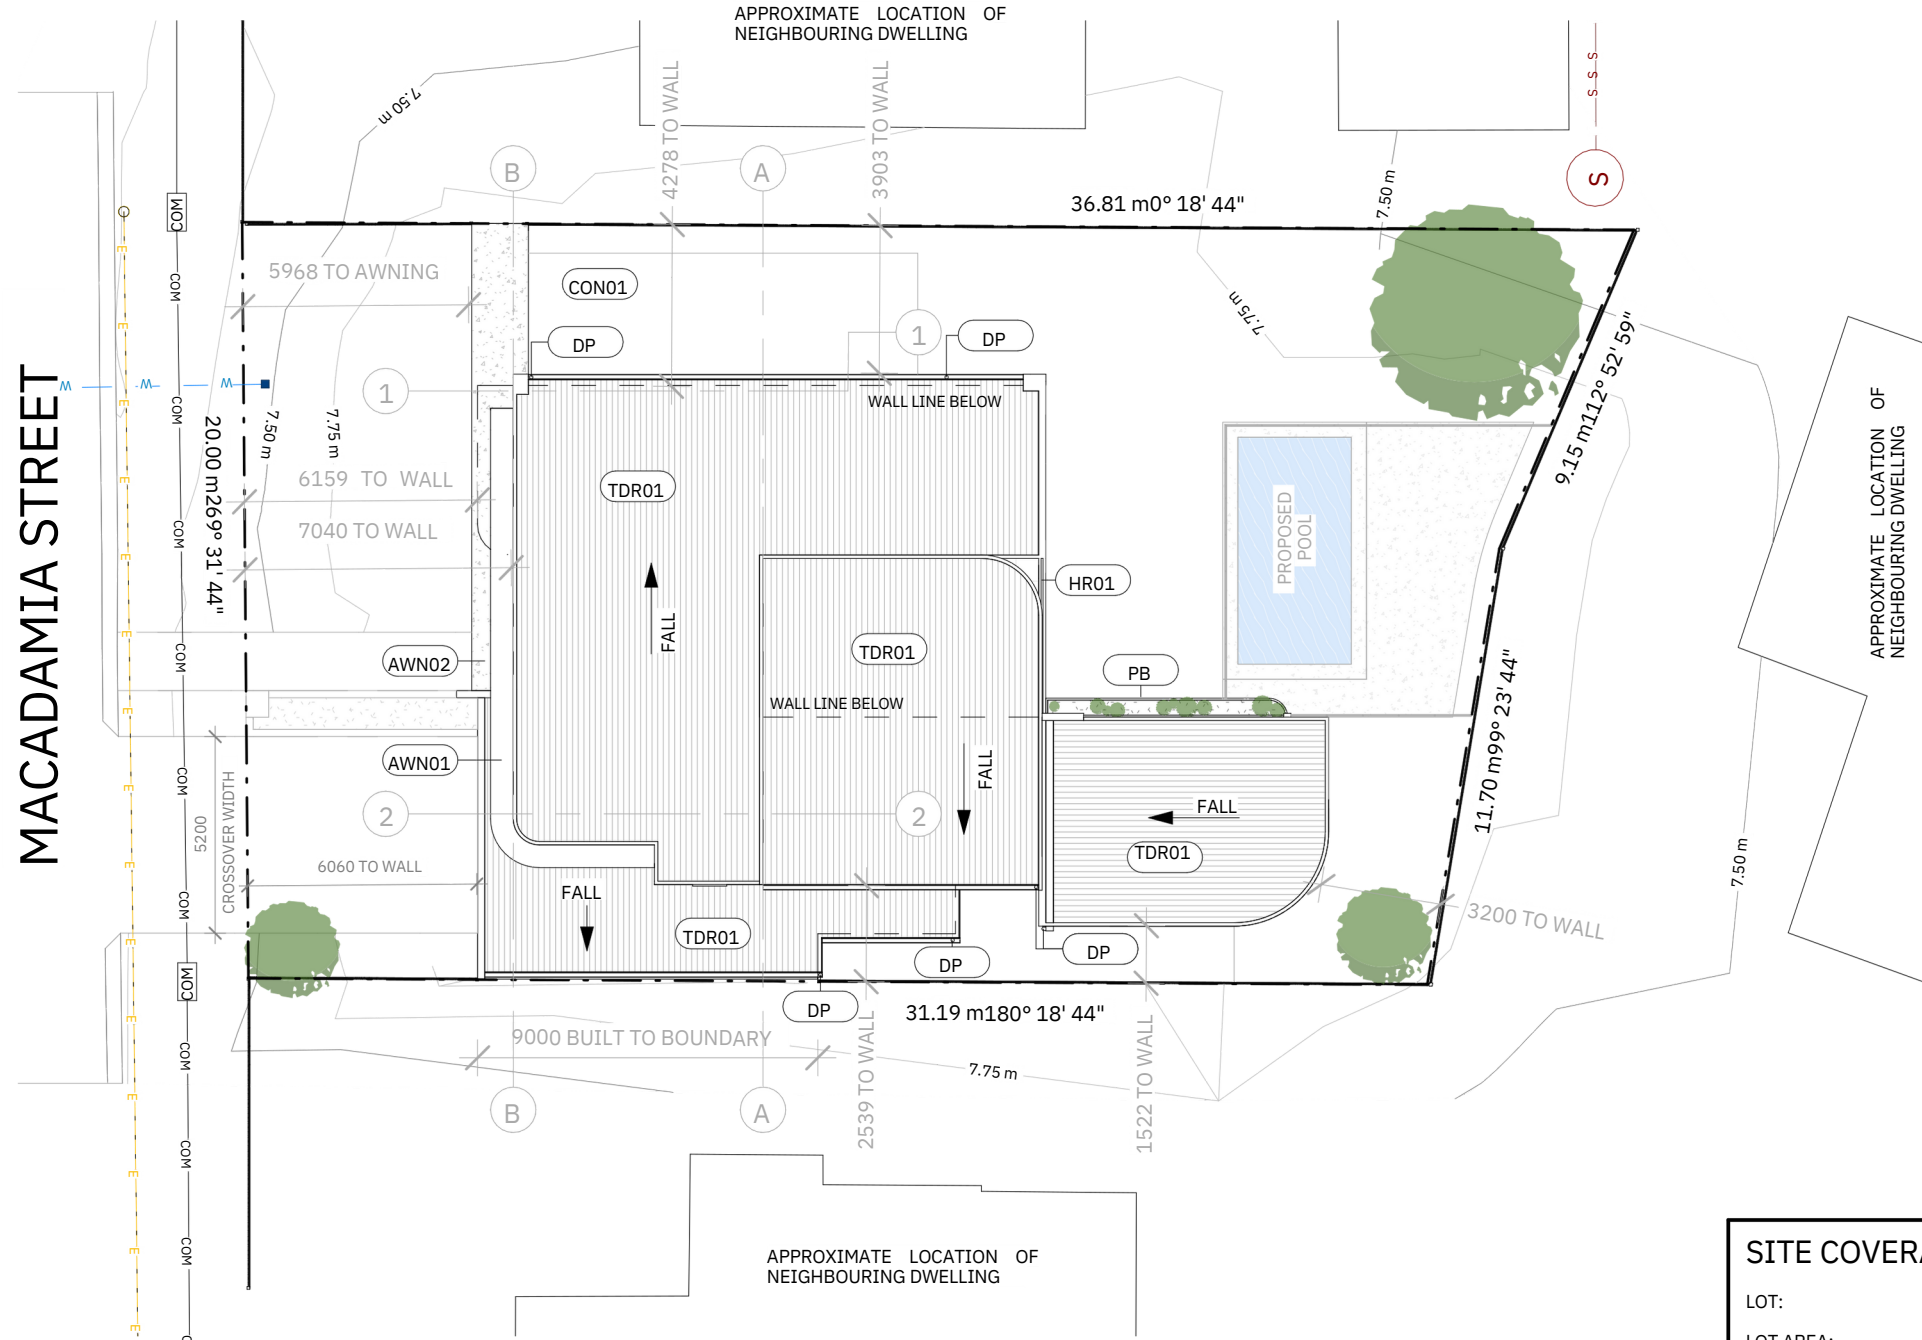 APPROXIMATE LOCATION OF
NEIGHBOURING DWELLING
7.50 m
4278 TO WALL
3903 TO WALL
S S S
S
B
A
COM
36.81 m0° 18' 44"
7.50 m
5968 TO AWNING
CON01
E
COM
DP
1
DP
7.75 m
9.15 m112° 52' 59"
MACADAMIA STREET
W W W
1
WALL LINE BELOW
E
COM
20.00 m269° 31' 44"
7.50 m
7.75 m
APPROXIMATE LOCATION OF
NEIGHBOURING DWELLING
6159 TO WALL
TDR01
7040 TO WALL
PROPOSED
POOL
E
COM
HR01
FALL
TDR01
AWN02
PB
E
COM
WALL LINE BELOW
11.70 m99° 23' 44"
AWN01
FALL
E
COM
5200
CROSSOVER WIDTH
2
2
FALL
TDR01
6060 TO WALL
7.50 m
FALL
3200 TO WALL
E
COM
TDR01
DP
DP
COM
DP
31.19 m180° 18' 44"
9000 BUILT TO BOUNDARY
2539 TO WALL
7.75 m
1522 TO WALL
E
COM
B
A
E
COM
E
COM
APPROXIMATE LOCATION OF
NEIGHBOURING DWELLING
SITE COVERA
LOT:
LOT AREA: